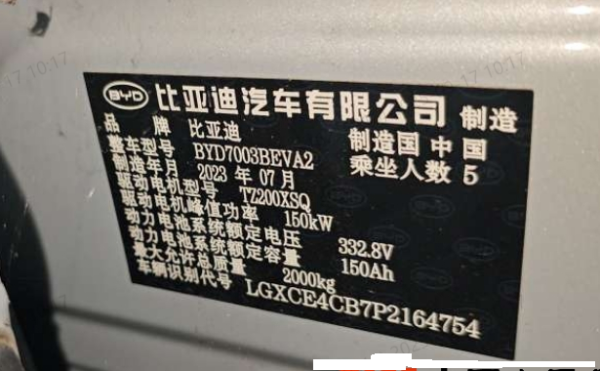 BYD 比亚迪汽车有限公司 制造
品牌 比亚迪 制造国 中国
整车型号 BYD7003BEVA2 乘坐人数 5
制造年月 2023 年 07 月
驱动电机型号 TZ200XSQ
驱动电机峰值功率 150kW
动力电池系统额定电压 332.8V
动力电池系统额定容量 150Ah
最大允许总质量 2000kg
车辆识别代号 LGXCE4CB7P2164754
17 10:17